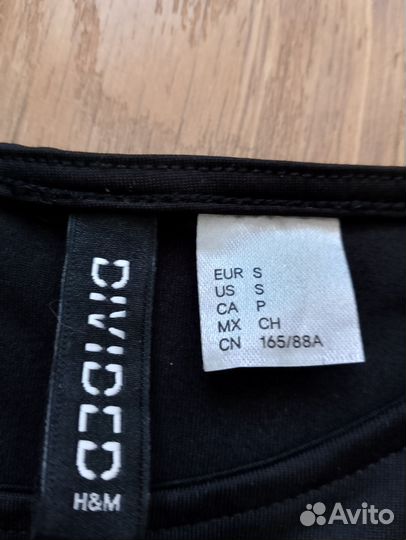 DIVIDED
H&M
EUR S
US S
CA P
MX CH
CN 165/88A
Avito